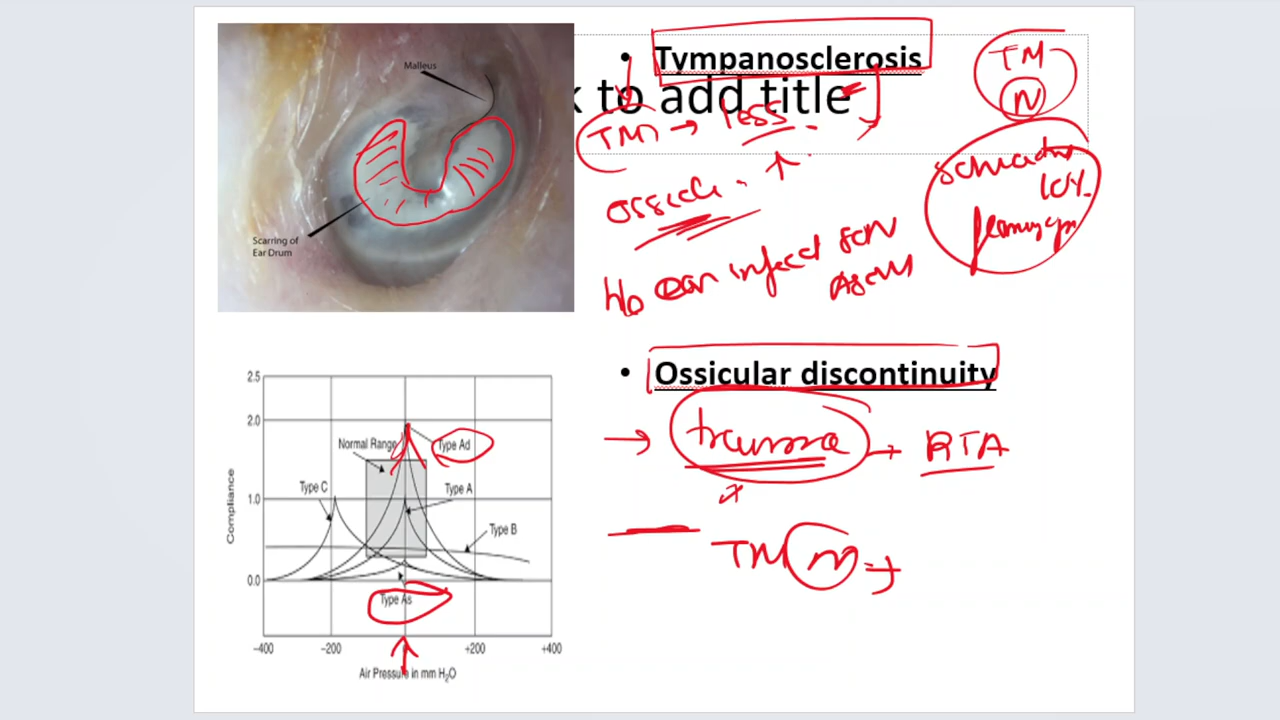 Malleus
Scarring of
Ear Drum
• Tympanosclerosis
k to add title
TM
N
TM → less
ossicle
H/o ear infect
10%
• Ossicular discontinuity
→ trauma → RTA
TM N
2.5
2.0
1.0
0.0
Compliance
Normal Range
Type Ad
Type C
Type A
Type B
Type As
-400
-200
+200
+400
Air Pressure in mm H₂O